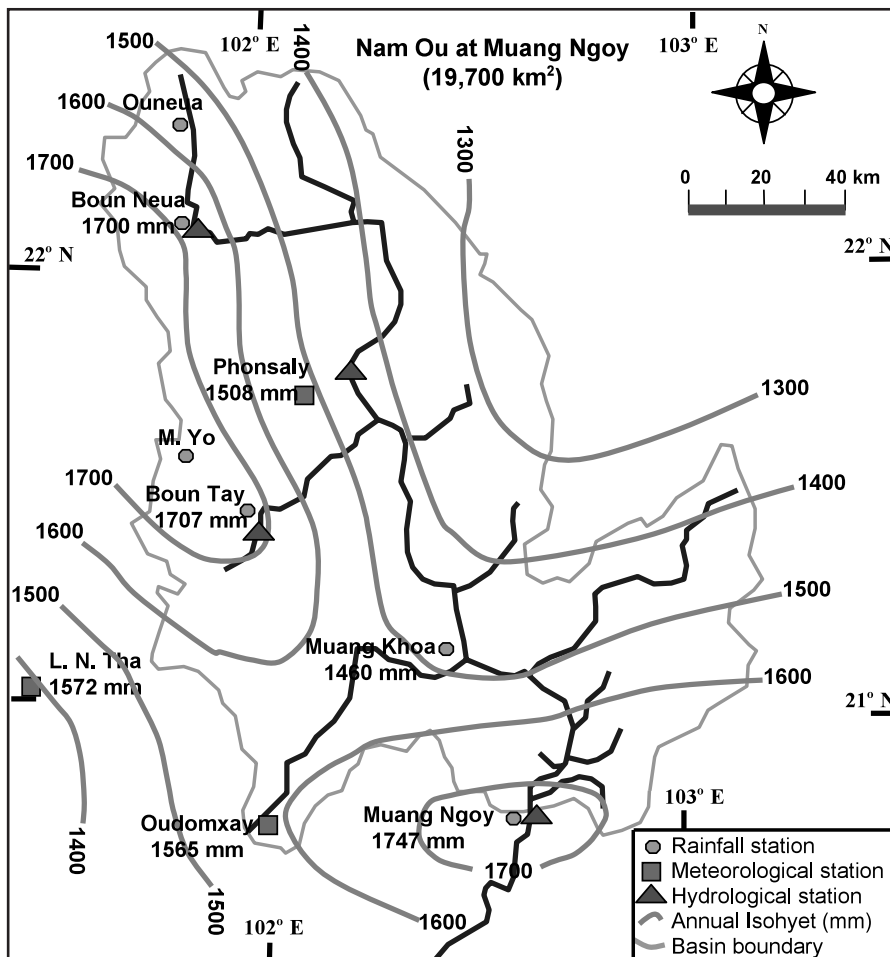 102° E
103° E
Nam Ou at Muang Ngoy
(19,700 km²)
N
1500
1400
1600
Ouneua
1700
1300
0 20 40 km
Boun Neua
1700 mm
22° N
22° N
Phonsaly
1508 mm
1300
M. Yo
1700
Boun Tay
1707 mm
1400
1600
1500
1500
Muang Khoa
1460 mm
L. N. Tha
1572 mm
1600
21° N
Oudomxay
1565 mm
Muang Ngoy
1747 mm
103° E
1400
1700
1500
1600
102° E
Rainfall station
Meteorological station
Hydrological station
Annual Isohyet (mm)
Basin boundary